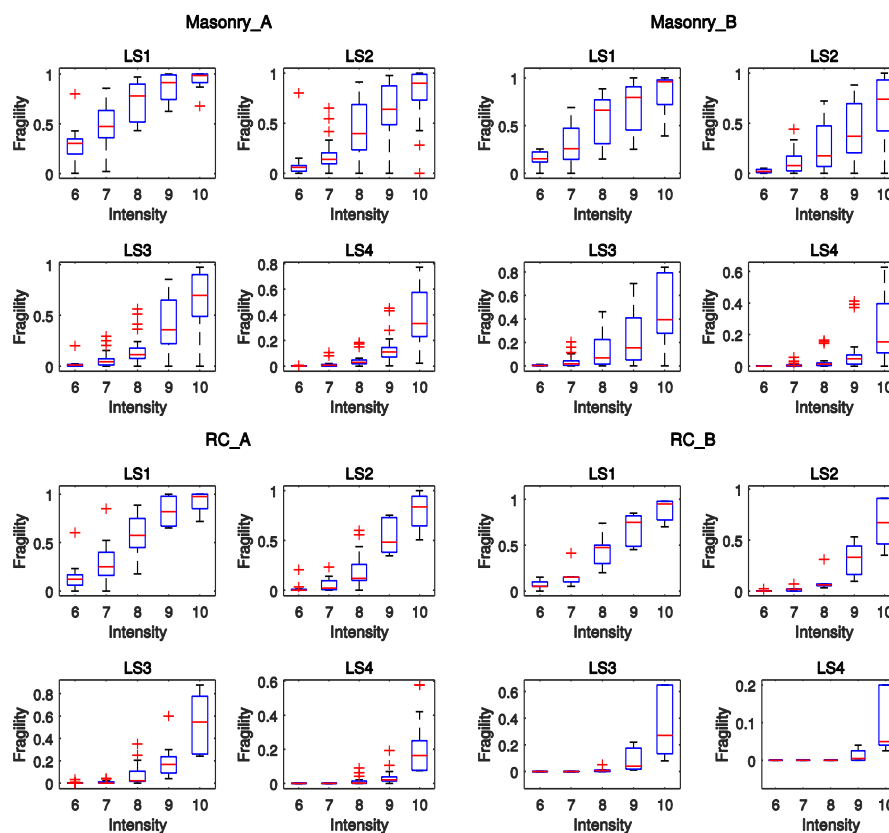 Masonry_A
Masonry_B
LS1
LS2
LS1
LS2
Fragility
1
0.5
0
6 7 8 9 10
Intensity
Fragility
1
0.5
0
6 7 8 9 10
Intensity
Fragility
1
0.5
0
6 7 8 9 10
Intensity
Fragility
1
0.5
0
6 7 8 9 10
Intensity
LS3
LS4
LS3
LS4
Fragility
1
0.5
0
6 7 8 9 10
Intensity
Fragility
0.8
0.6
0.4
0.2
0
6 7 8 9 10
Intensity
Fragility
0.8
0.6
0.4
0.2
0
6 7 8 9 10
Intensity
Fragility
0.6
0.4
0.2
0
6 7 8 9 10
Intensity
RC_A
RC_B
LS1
LS2
LS1
LS2
Fragility
1
0.5
0
6 7 8 9 10
Intensity
Fragility
1
0.5
0
6 7 8 9 10
Intensity
Fragility
1
0.5
0
6 7 8 9 10
Intensity
Fragility
1
0.5
0
6 7 8 9 10
Intensity
LS3
LS4
LS3
LS4
Fragility
0.8
0.6
0.4
0.2
0
6 7 8 9 10
Intensity
Fragility
0.6
0.4
0.2
0
6 7 8 9 10
Intensity
Fragility
0.6
0.4
0.2
0
6 7 8 9 10
Intensity
Fragility
0.2
0.1
0
6 7 8 9 10
Intensity